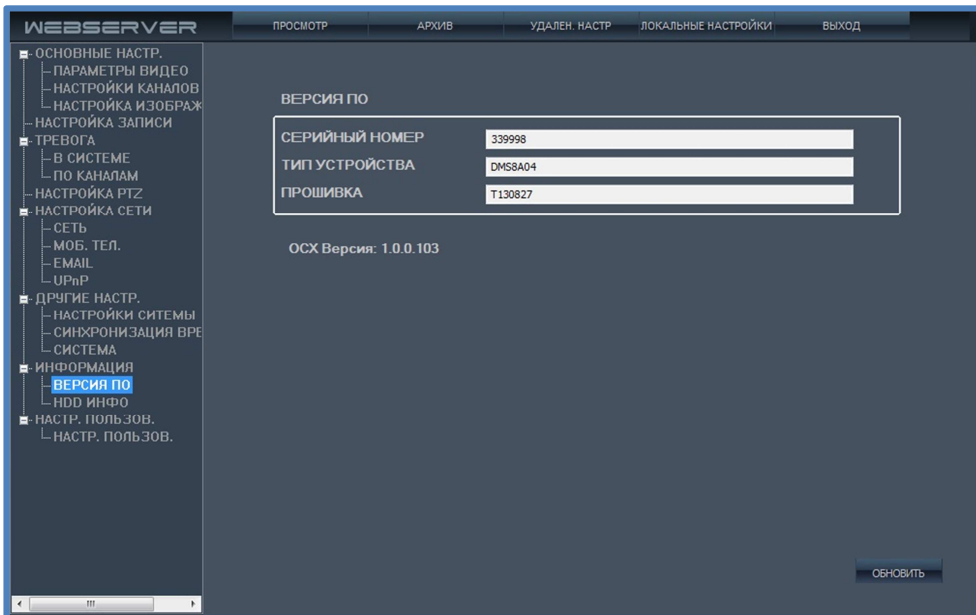 WEBSERVER
ПРОСМОТР АРХИВ УДАЛЕН. НАСТР ЛОКАЛЬНЫЕ НАСТРОЙКИ ВЫХОД
ОСНОВНЫЕ НАСТР.
ПАРАМЕТРЫ ВИДЕО
НАСТРОЙКИ КАНАЛОВ
НАСТРОЙКА ИЗОБРАЖ
НАСТРОЙКА ЗАПИСИ
ТРЕВОГА
В СИСТЕМЕ
ПО КАНАЛАМ
НАСТРОЙКА PTZ
НАСТРОЙКА СЕТИ
СЕТЬ
МОБ. ТЕЛ.
EMAIL
UPnP
ДРУГИЕ НАСТР.
НАСТРОЙКИ СИТЕМЫ
СИНХРОНИЗАЦИЯ ВРЕ
СИСТЕМА
ИНФОРМАЦИЯ
ВЕРСИЯ ПО
HDD ИНФО
НАСТР. ПОЛЬЗОВ.
НАСТР. ПОЛЬЗОВ.
ВЕРСИЯ ПО
СЕРИЙНЫЙ НОМЕР 339998
ТИП УСТРОЙСТВА DMS8A04
ПРОШИВКА T130827
OCX Версия: 1.0.0.103
ОБНОВИТЬ